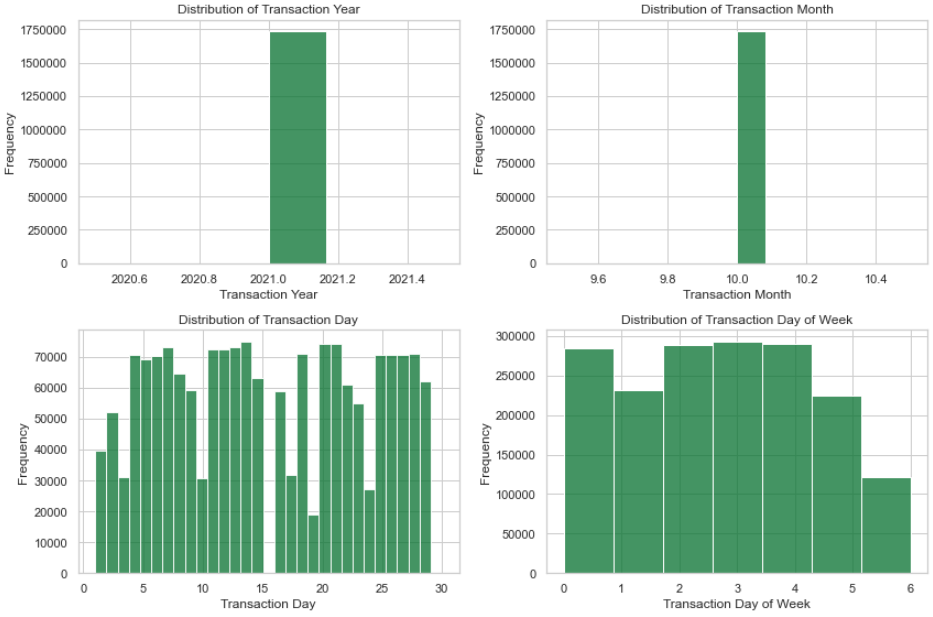 Distribution of Transaction Year
Frequency
1750000
1500000
1250000
1000000
750000
500000
250000
0
2020.6 2020.8 2021.0 2021.2 2021.4
Transaction Year
Distribution of Transaction Month
Frequency
1750000
1500000
1250000
1000000
750000
500000
250000
0
9.6 9.8 10.0 10.2 10.4
Transaction Month
Distribution of Transaction Day
Frequency
70000
60000
50000
40000
30000
20000
10000
0
0 5 10 15 20 25 30
Transaction Day
Distribution of Transaction Day of Week
Frequency
300000
250000
200000
150000
100000
50000
0
0 1 2 3 4 5 6
Transaction Day of Week